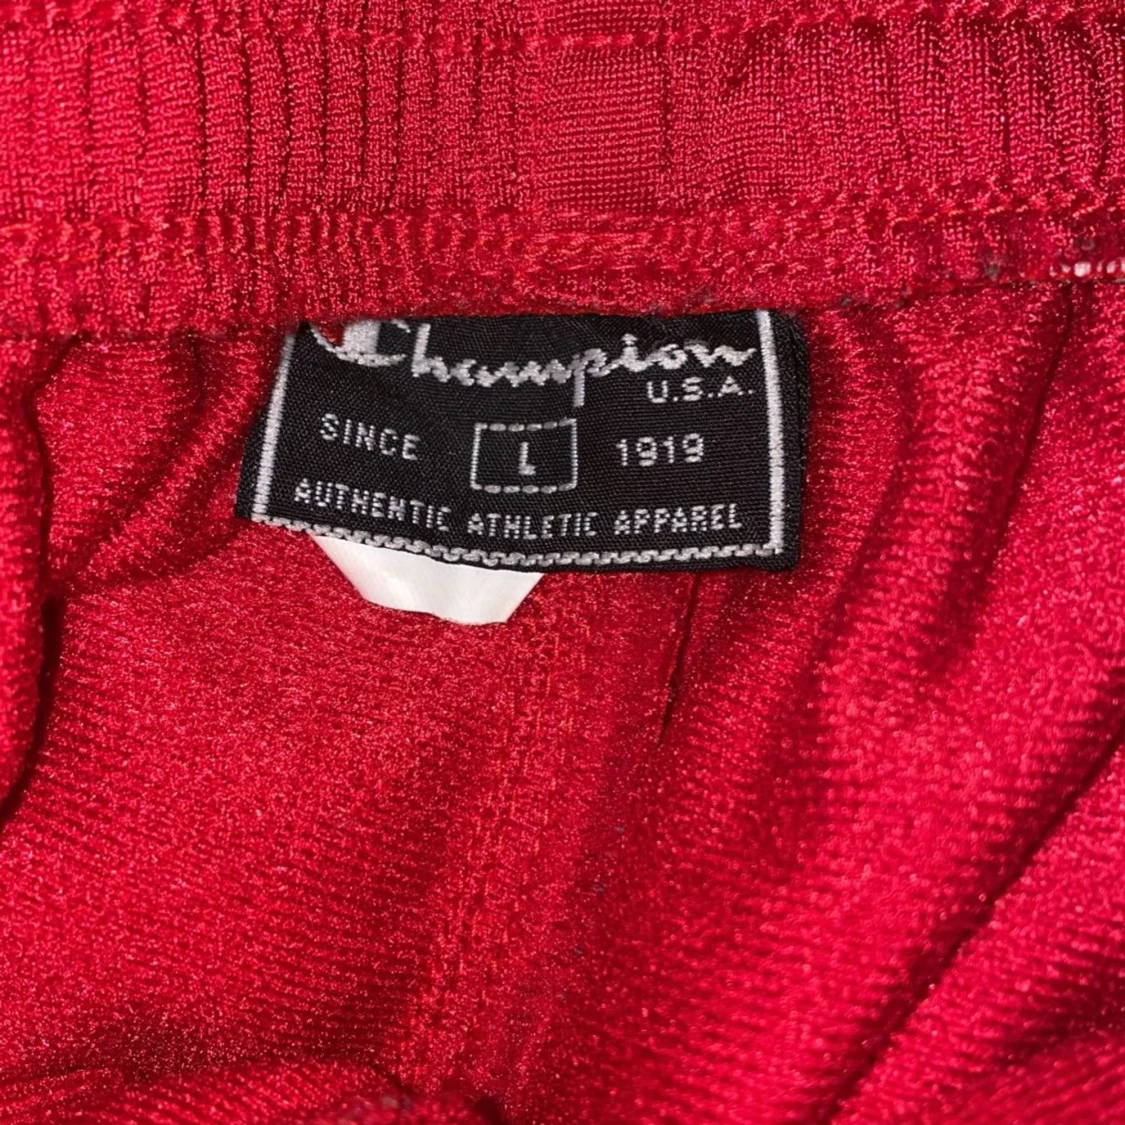 Champion
U.S.A.
SINCE L 1919
AUTHENTIC ATHLETIC APPAREL